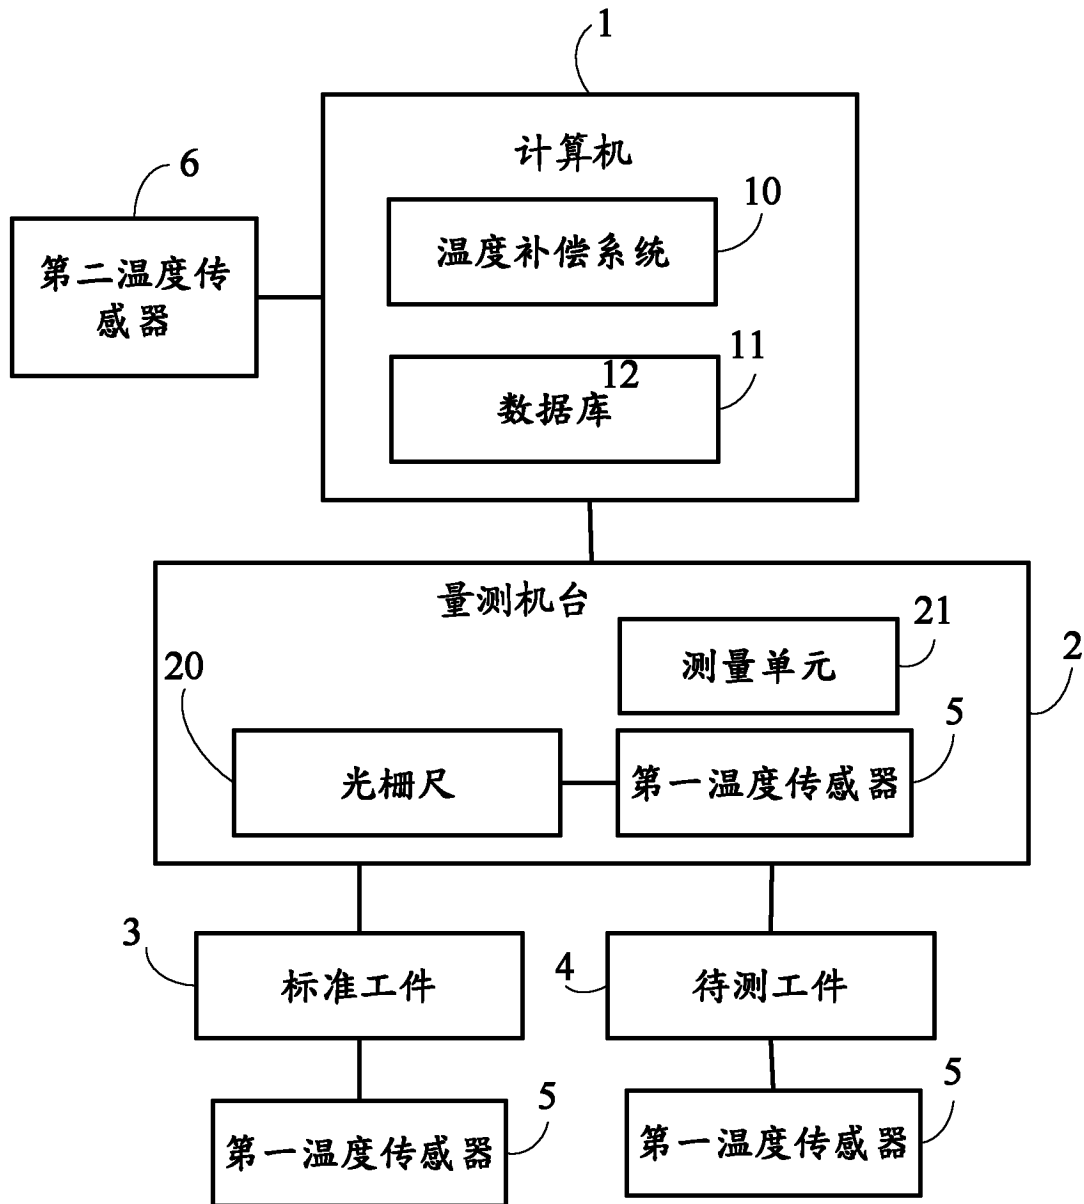 1
计算机
6
10
温度补偿系统
第二温度传
感器
11
12
数据库
量测机台
21
测量单元
2
20
5
光栅尺
第一温度传感器
3
标准工件
4
待测工件
5
第一温度传感器
5
第一温度传感器